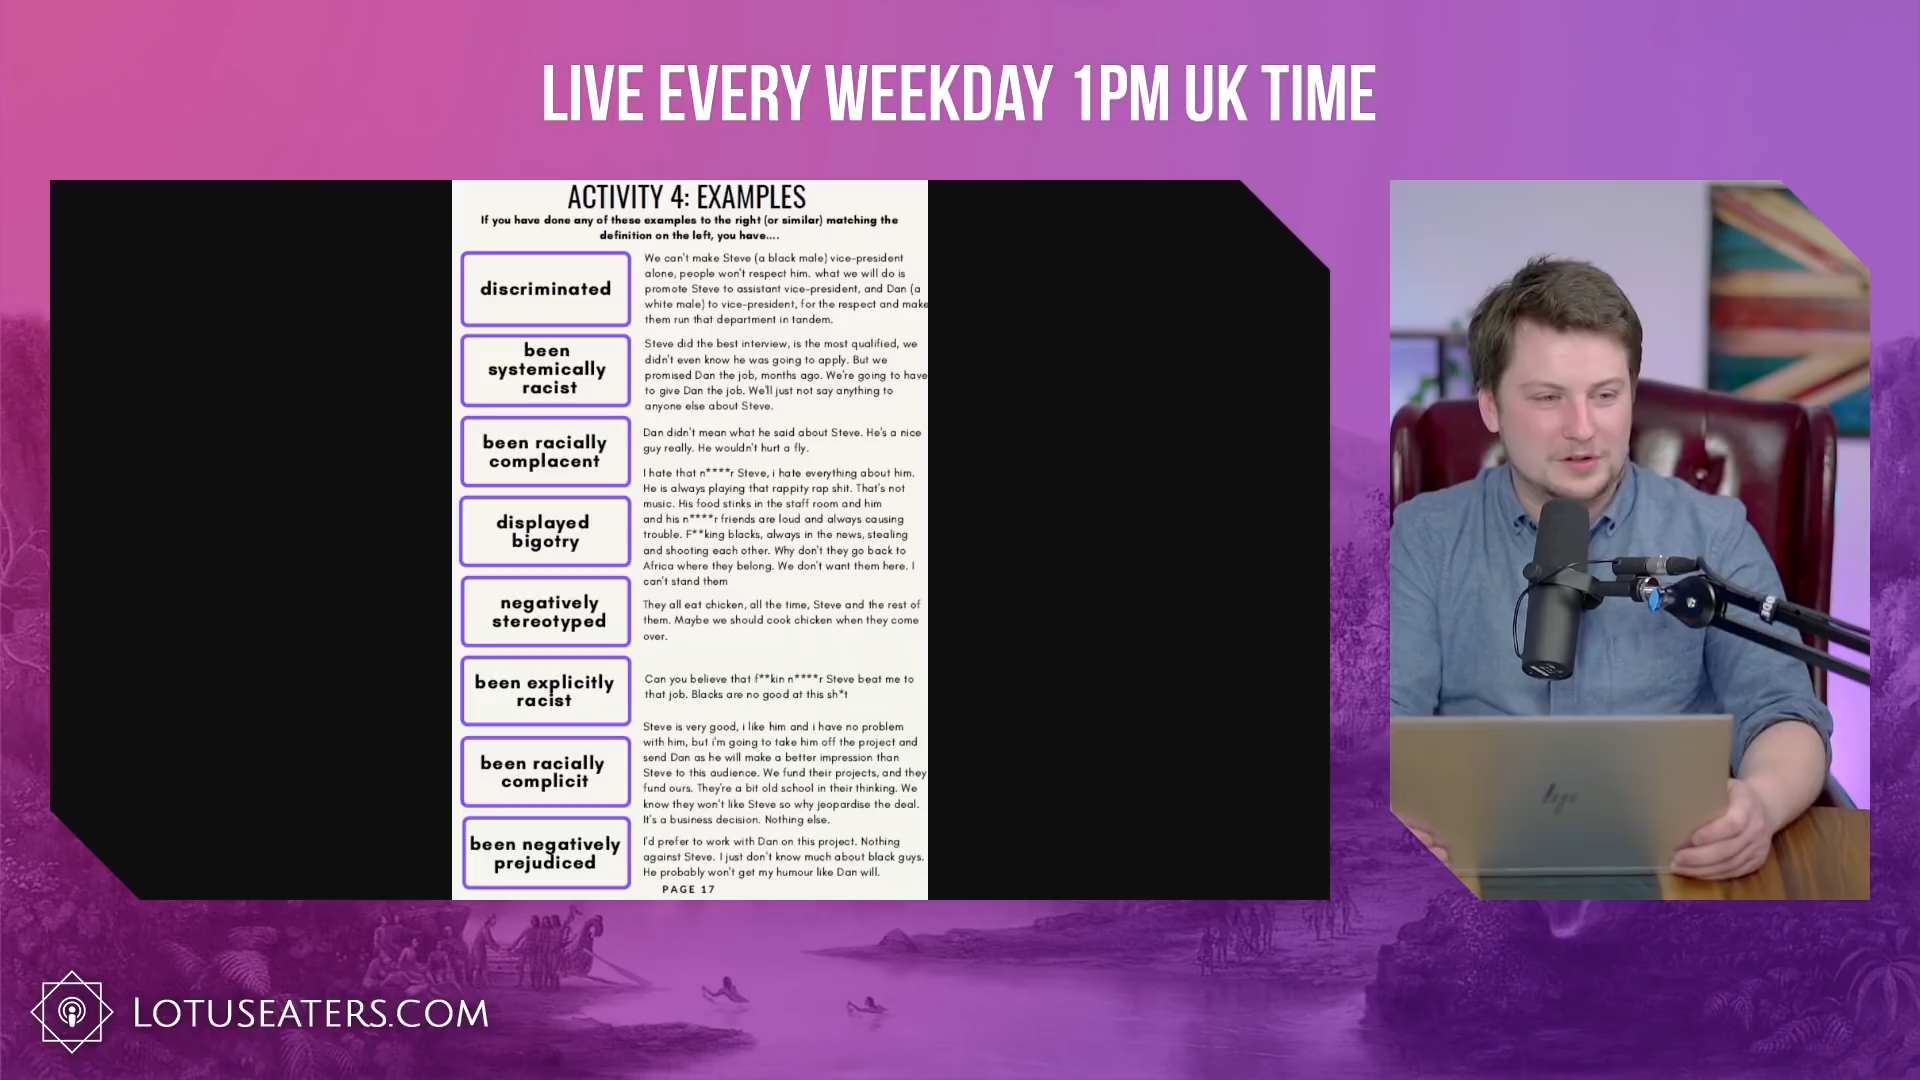 LIVE EVERY WEEKDAY 1PM UK TIME
ACTIVITY 4: EXAMPLES
If you have done any of these examples to the right (or similar) matching the
definition on the left, you have....
discriminated
We can't make Steve (a black male) vice-president
alone, people won't respect him. what we will do is
promote Steve to assistant vice-president, and Dan (a
white male) to vice-president, for the respect and make
them run that department in tandem.
been
systemically
racist
Steve did the best interview, is the most qualified, we
didn't even know he was going to apply. But we
promised Dan the job, months ago. We're going to have
to give Dan the job. We'll just not say anything to
anyone else about Steve.
been racially
complacent
Dan didn't mean what he said about Steve. He's a nice
guy really. He wouldn't hurt a fly.
displayed
bigotry
I hate that n****r Steve, i hate everything about him.
He is always playing that rappity rap shit. That's not
music. His food stinks in the staff room and him
and his n****r friends are loud and always causing
trouble. F**king blacks, always in the news, stealing
and shooting each other. Why don't they go back to
Africa where they belong. We don't want them here. I
can't stand them
negatively
stereotyped
They all eat chicken, all the time, Steve and the rest of
them. Maybe we should cook chicken when they come
over.
been explicitly
racist
Can you believe that f**kin n****r Steve beat me to
that job. Blacks are no good at this sh*t
been racially
complicit
Steve is very good, i like him and i have no problem
with him, but i'm going to take him off the project and
send Dan as he will make a better impression than
Steve to this audience. We fund their projects, and they
fund ours. They're a bit old school in their thinking. We
know they won't like Steve so why jeopardise the deal.
It's a business decision. Nothing else.
been negatively
prejudiced
I'd prefer to work with Dan on this project. Nothing
against Steve. I just don't know much about black guys.
He probably won't get my humour like Dan will.
PAGE 17
hp
LOTUSEATERS.COM